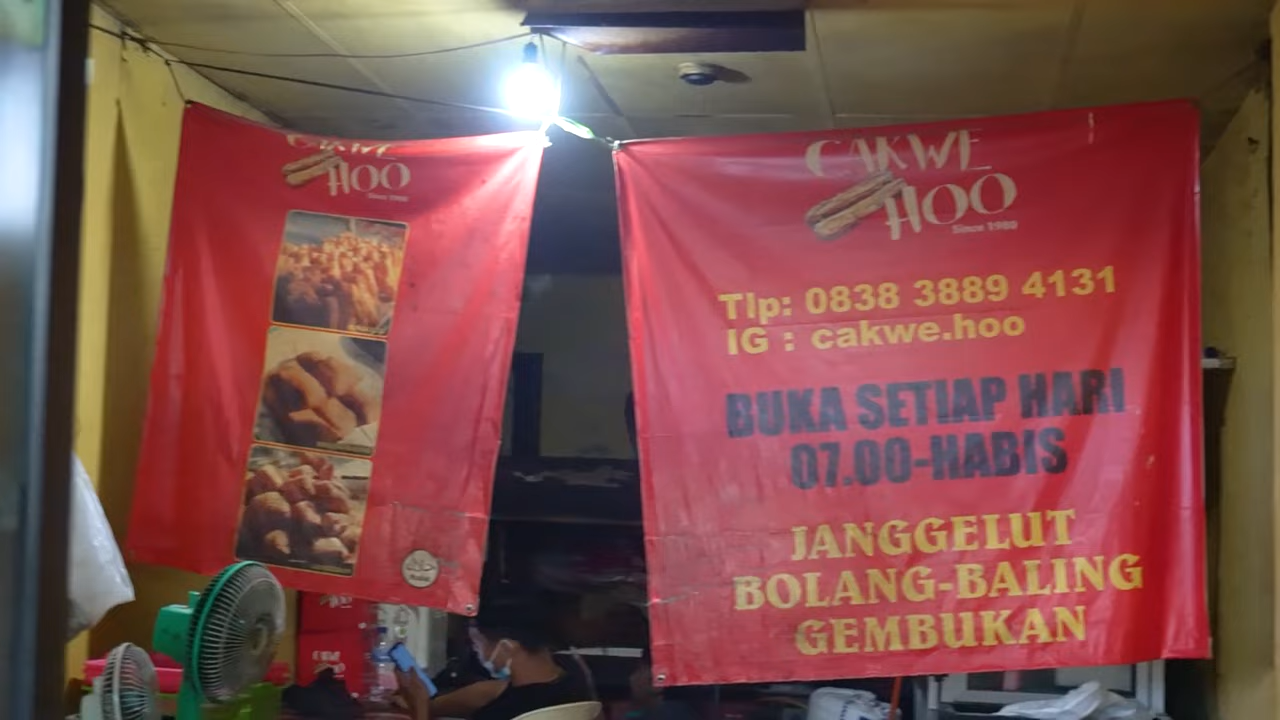 CAKWE
HOO
Since 1980
CAKWE
HOO
Since 1980
Tlp: 0838 3889 4131
IG : cakwe.hoo
BUKA SETIAP HARI
07.00-HABIS
JANGGELUT
BOLANG-BALING
GEMBUKAN